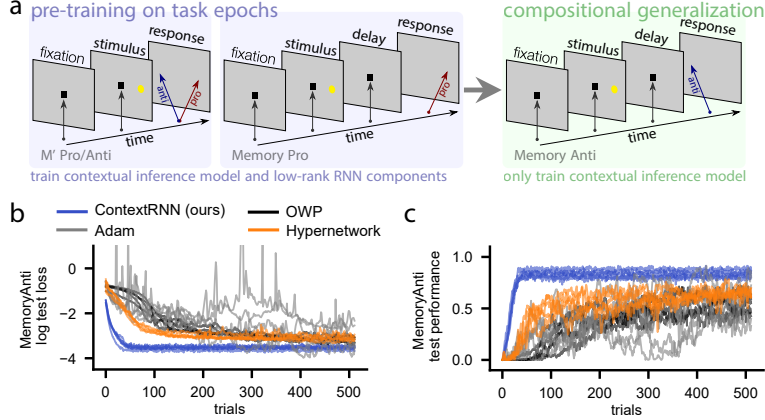 a
pre-training on task epochs
compositional generalization
fixation
stimulus
response
anti
pro
time
M' Pro/Anti
fixation
stimulus
delay
response
pro
time
Memory Pro
fixation
stimulus
delay
response
anti
time
Memory Anti
train contextual inference model and low-rank RNN components
only train contextual inference model
b
ContextRNN (ours)
OWP
Adam
Hypernetwork
MemoryAnti
log test loss
0
−2
−4
0
100
200
300
400
500
trials
c
MemoryAnti
test performance
1.0
0.5
0.0
0
100
200
300
400
500
trials